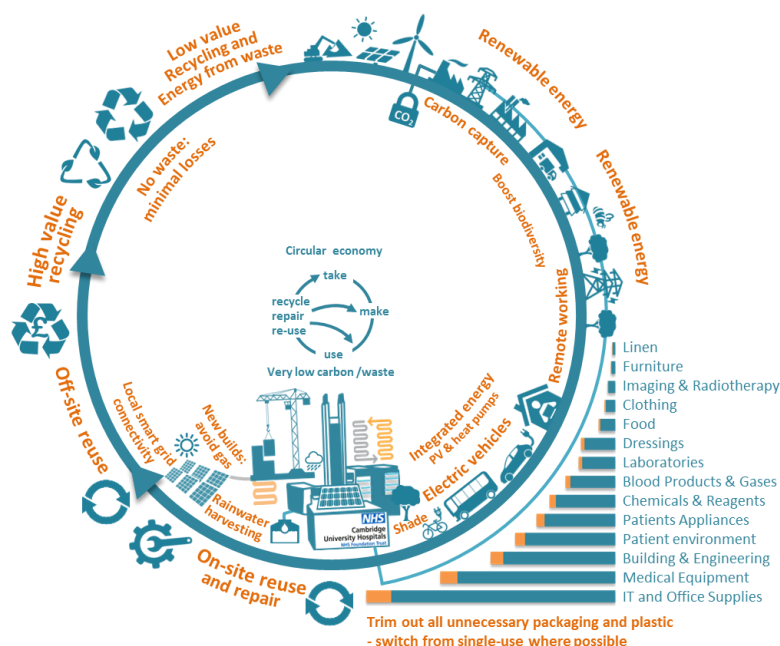 Low value
Recycling and
Energy from waste
Renewable energy
CO2
Carbon capture
No waste:
minimal losses
Renewable energy
Boost biodiversity
High value
recycling
Circular economy
take
recycle
repair
re-use
make
use
Very low carbon /waste
Remote working
£
Off-site reuse
Local smart grid
connectivity
New builds:
avoid gas
Integrated energy
PV & heat pumps
Electric vehicles
Rainwater
harvesting
Shade
NHS
Cambridge
University Hospitals
NHS Foundation Trust
On-site reuse
and repair
Linen
Furniture
Imaging & Radiotherapy
Clothing
Food
Dressings
Laboratories
Blood Products & Gases
Chemicals & Reagents
Patients Appliances
Patient environment
Building & Engineering
Medical Equipment
IT and Office Supplies
Trim out all unnecessary packaging and plastic
- switch from single-use where possible